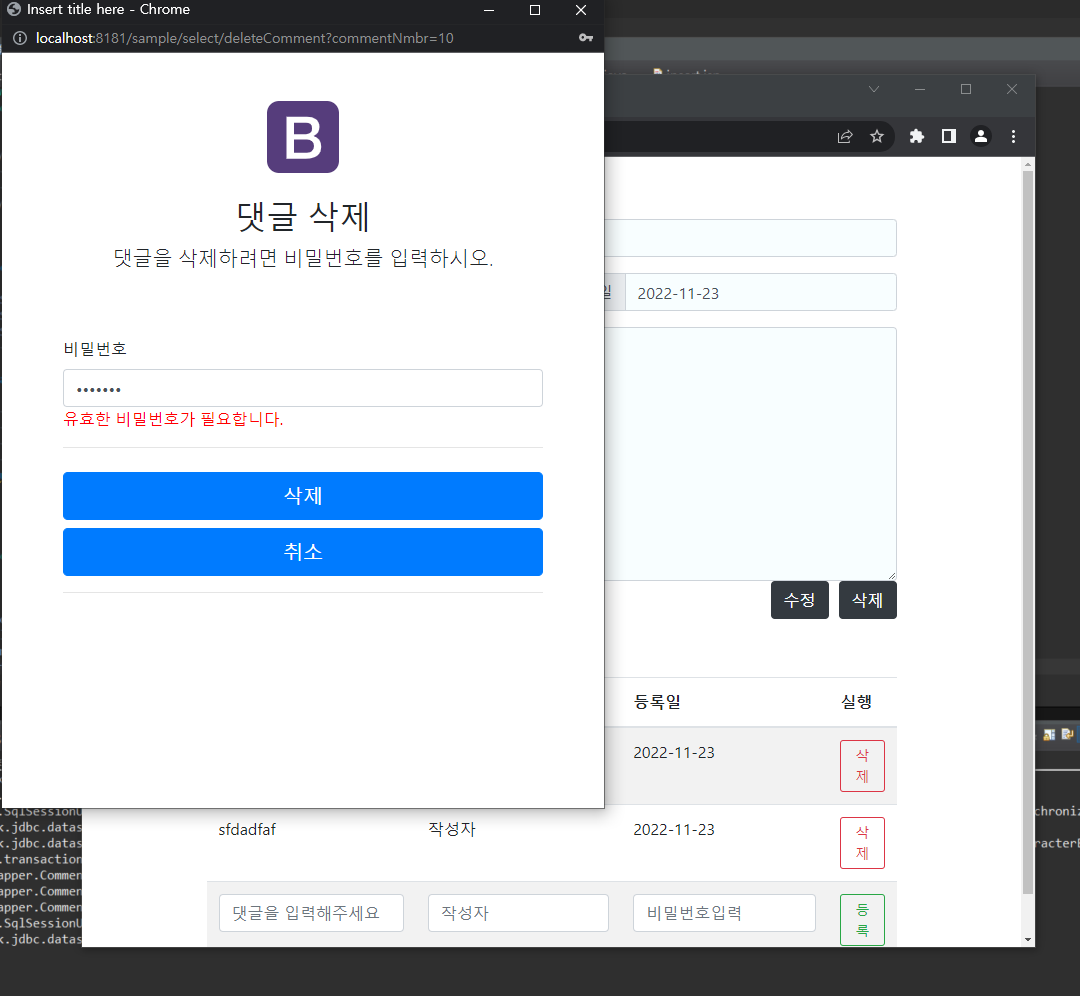 Insert title here - Chrome
localhost:8181/sample/select/deleteComment?commentNmbr=10
B
댓글 삭제
댓글을 삭제하려면 비밀번호를 입력하시오.
비밀번호
•••••••
유효한 비밀번호가 필요합니다.
삭제
취소
일 2022-11-23
수정 삭제
등록일 실행
2022-11-23 삭
제
sfdadfaf 작성자 2022-11-23 삭
제
댓글을 입력해주세요 작성자 비밀번호입력 등
록
.SqlSessionU
k.jdbc.datas
k.jdbc.datas
.transaction
apper.Commen
apper.Commen
apper.Commen
.SqlSessionU
k.jdbc.datas
chroniz
racterE